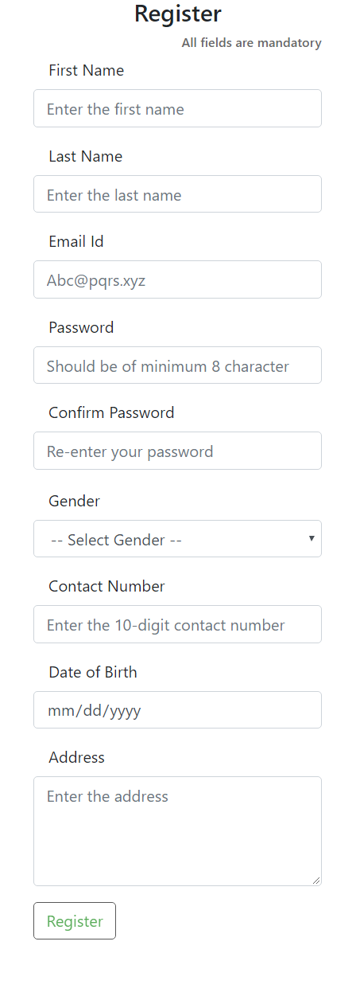 Register
All fields are mandatory
First Name
Enter the first name
Last Name
Enter the last name
Email Id
Abc@pqrs.xyz
Password
Should be of minimum 8 character
Confirm Password
Re-enter your password
Gender
-- Select Gender --
Contact Number
Enter the 10-digit contact number
Date of Birth
mm/dd/yyyy
Address
Enter the address
Register